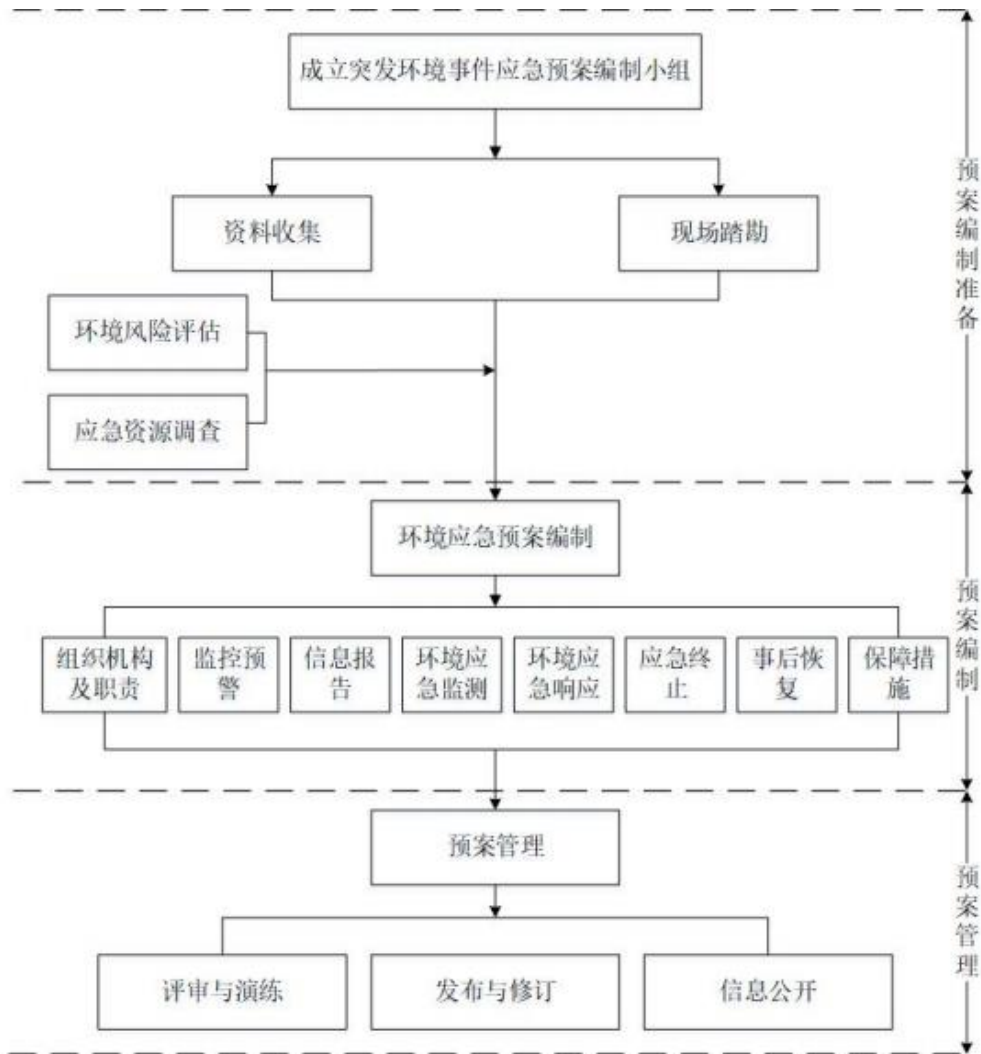 成立突发环境事件应急预案编制小组
资料收集
现场踏勘
环境风险评估
应急资源调查
预案编制准备
环境应急预案编制
组织机构
及职责
监控预
警
信息报
告
环境应
急监测
环境应
急响应
应急终
止
事后恢
复
保障措
施
预案编制
预案管理
评审与演练
发布与修订
信息公开
预案管理